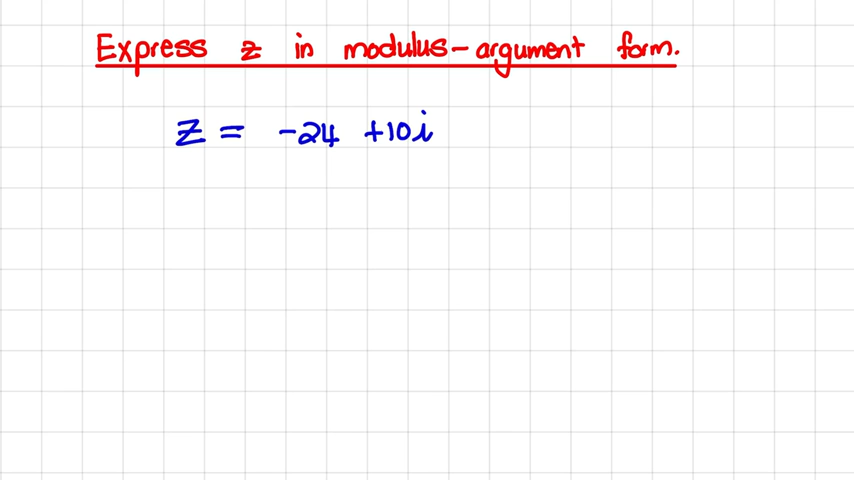 Express z in modulus-argument form.
z = -24 +10i